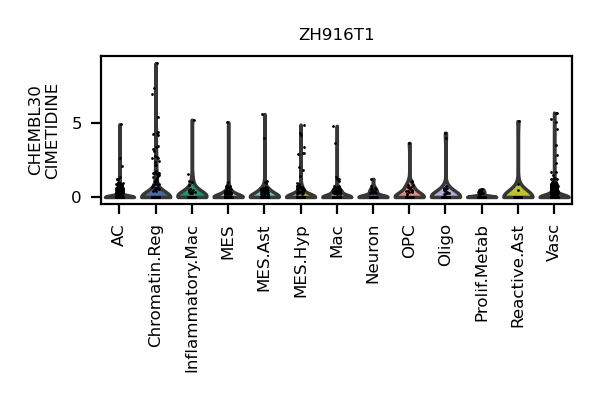 ZH916T1
CHEMBL30
CIMETIDINE
5
0
AC
Chromatin.Reg
Inflammatory.Mac
MES
MES.Ast
MES.Hyp
Mac
Neuron
OPC
Oligo
Prolif.Metab
Reactive.Ast
Vasc